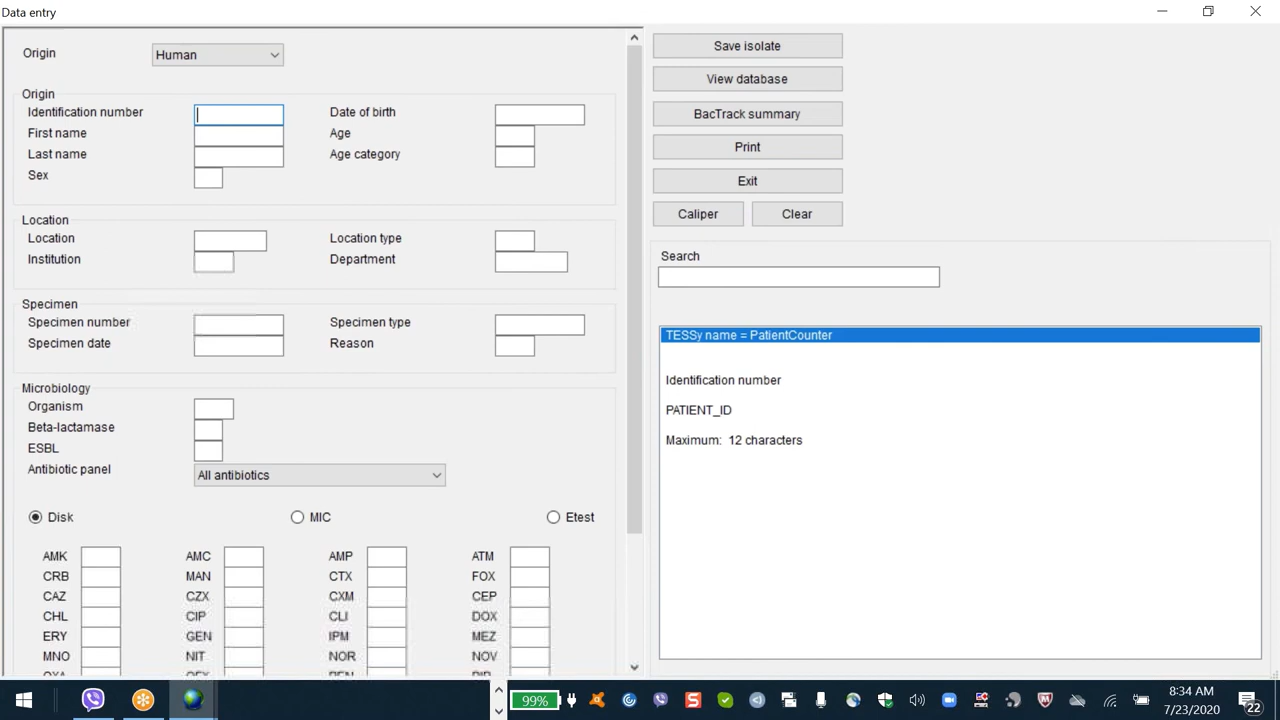 Data entry
Origin Human
Origin
Identification number Date of birth
First name Age
Last name Age category
Sex
Location
Location Location type
Institution Department
Specimen
Specimen number Specimen type
Specimen date Reason
Microbiology
Organism
Beta-lactamase
ESBL
Antibiotic panel All antibiotics
Disk MIC Etest
AMK AMC AMP ATM
CRB MAN CTX FOX
CAZ CZX CXM CEP
CHL CIP CLI DOX
ERY GEN IPM MEZ
MNO NIT NOR NOV
Save isolate
View database
BacTrack summary
Print
Exit
Caliper Clear
Search
TESSy name = PatientCounter
Identification number
PATIENT_ID
Maximum: 12 characters
99%
8:34 AM
7/23/2020
22